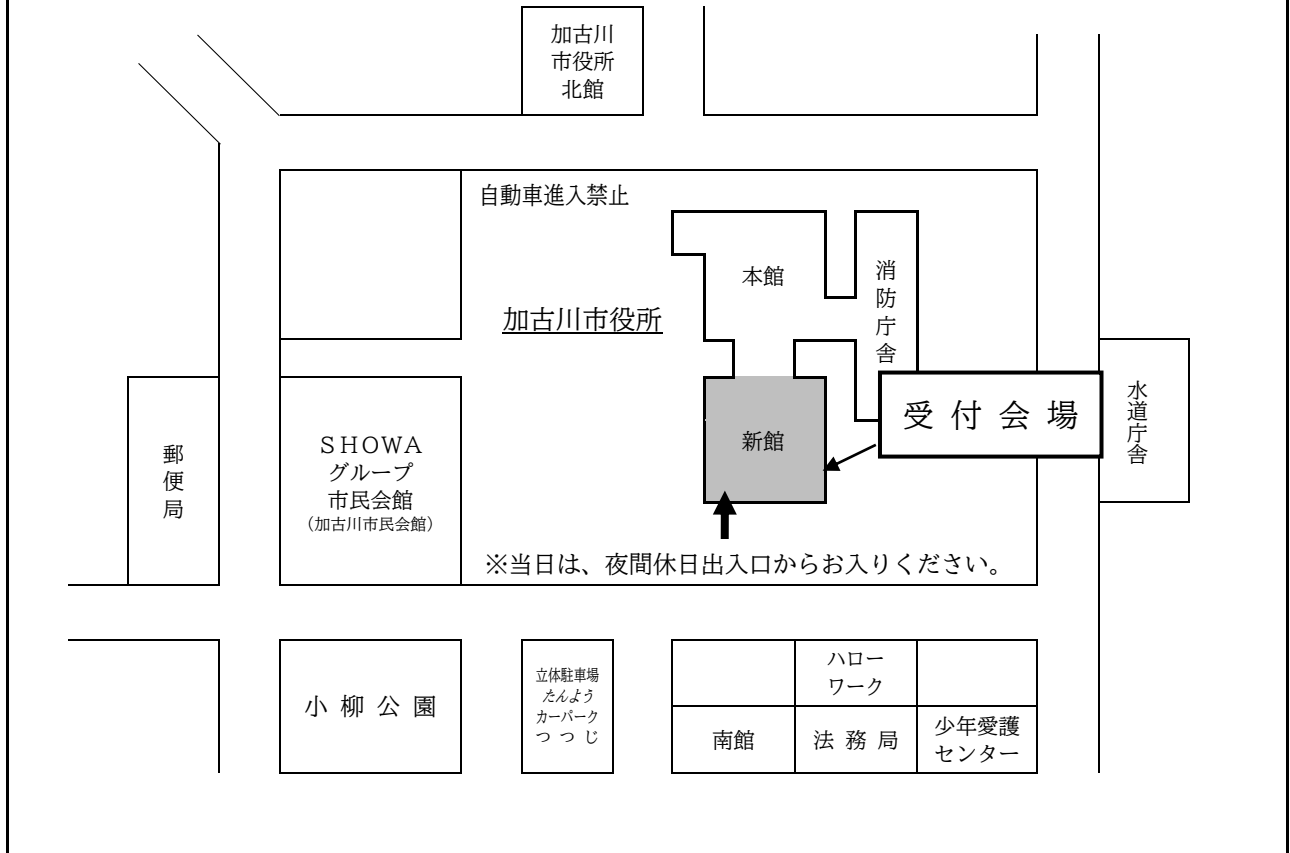 加古川
市役所
北館
自動車進入禁止
本館
消防庁舎
加古川市役所
受付会場
水道庁舎
新館
郵便局
SHOWA
グループ
市民会館
（加古川市民会館）
※当日は、夜間休日出入口からお入りください。
小柳公園
立体駐車場
たんよう
カーパーク
つつじ
ハロー
ワーク
南館
法務局
少年愛護
センター